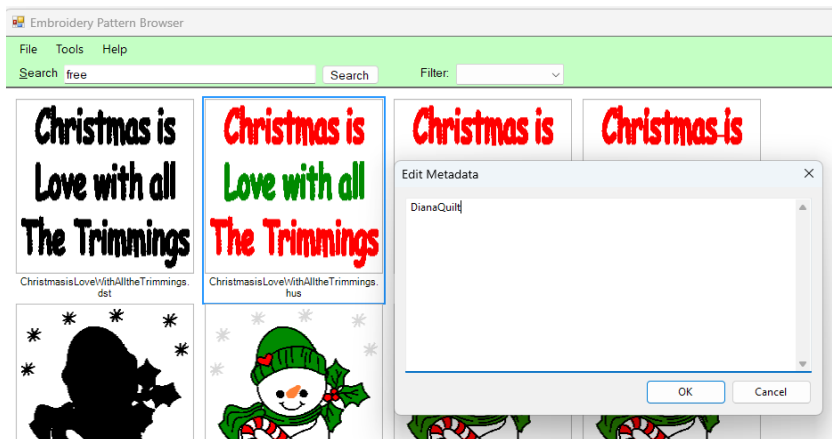 Embroidery Pattern Browser
File Tools Help
Search free Search Filter:
Christmas is
Love with all
The Trimmings
ChristmasisLoveWithAlltheTrimmings.
dst
Christmas is
Love with all
The Trimmings
ChristmasisLoveWithAlltheTrimmings.
hus
Christmas is
Christmas is
Edit Metadata
DianaQuilt
OK Cancel